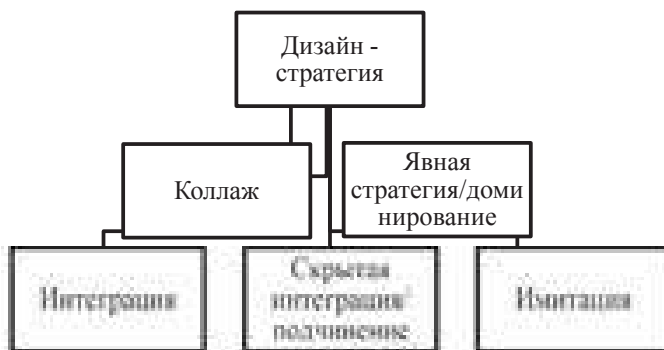 Дизайн -
стратегия
Коллаж
Явная
стратегия/доми
нирование
Интеграция
Скрытая
интеграция/
подчинение
Имитация